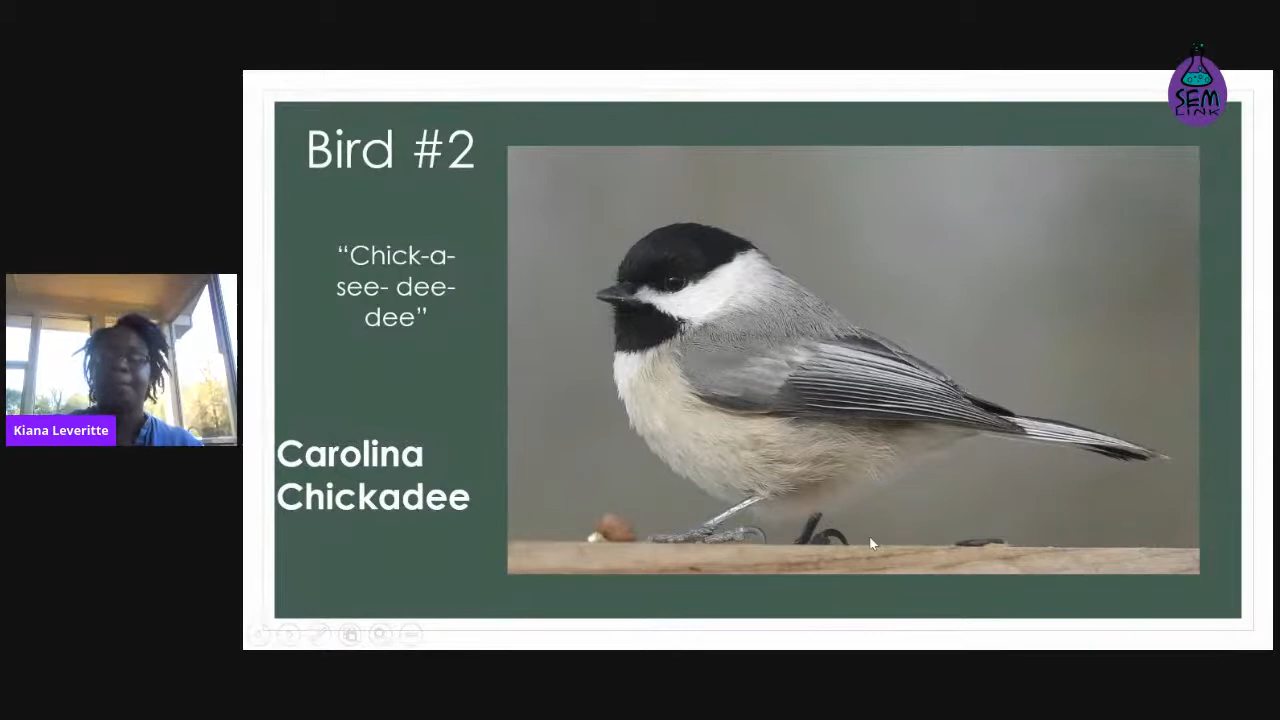 SEM
LINK
Bird #2
“Chick-a-
see- dee-
dee”
Kiana Leveritte
Carolina
Chickadee